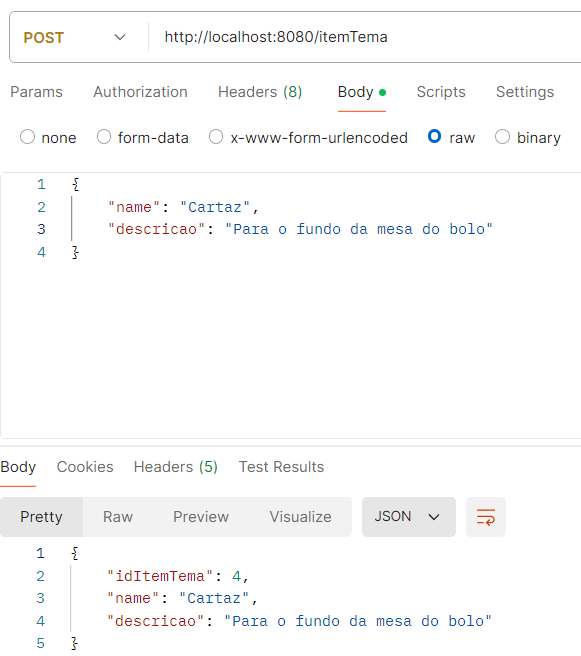 POST http://localhost:8080/itemTema
Params Authorization Headers (8) Body Scripts Settings
none form-data x-www-form-urlencoded raw binary
1 {
2 "name": "Cartaz",
3 "descricao": "Para o fundo da mesa do bolo"
4 }
Body Cookies Headers (5) Test Results
Pretty Raw Preview Visualize JSON
1 {
2 "idItemTema": 4,
3 "name": "Cartaz",
4 "descricao": "Para o fundo da mesa do bolo"
5 }